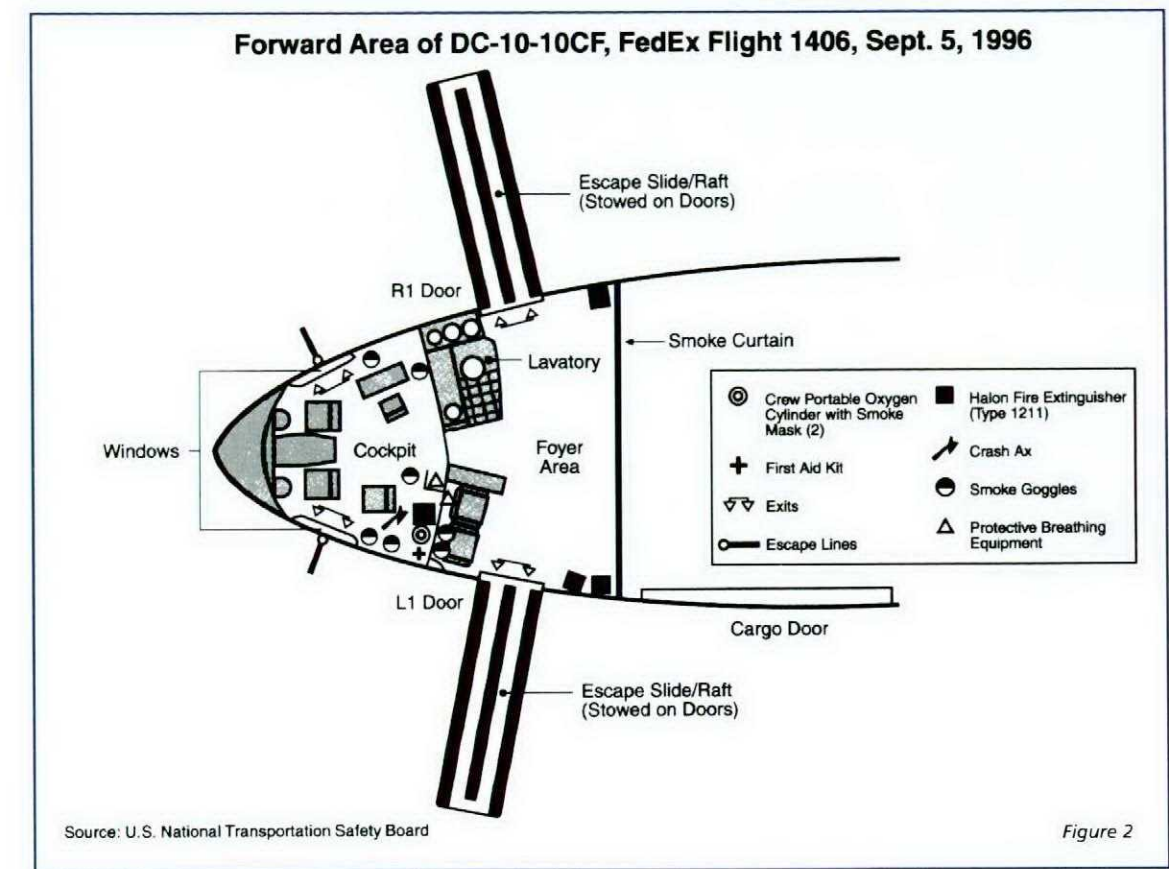 Forward Area of DC-10-10CF, FedEx Flight 1406, Sept. 5, 1996
Escape Slide/Raft
(Stowed on Doors)
R1 Door
Smoke Curtain
Lavatory
Windows
Cockpit
Foyer
Area
Crew Portable Oxygen
Cylinder with Smoke
Mask (2)
First Aid Kit
Exits
Escape Lines
Halon Fire Extinguisher
(Type 1211)
Crash Ax
Smoke Goggles
Protective Breathing
Equipment
L1 Door
Cargo Door
Escape Slide/Raft
(Stowed on Doors)
Source: U.S. National Transportation Safety Board
Figure 2